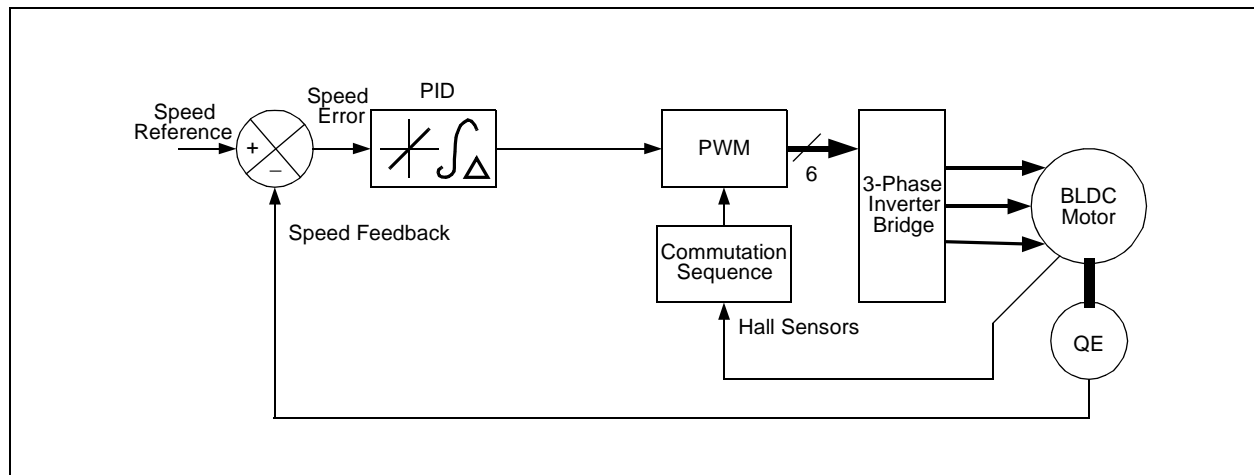 Speed
Reference
+
−
Speed
Error
PID
PWM
6
3-Phase
Inverter
Bridge
BLDC
Motor
Speed Feedback
Commutation
Sequence
Hall Sensors
QE